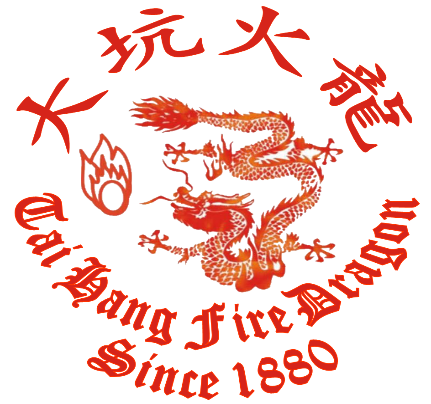 大坑火龍
Tai Hang Fire Dragon
Since 1880